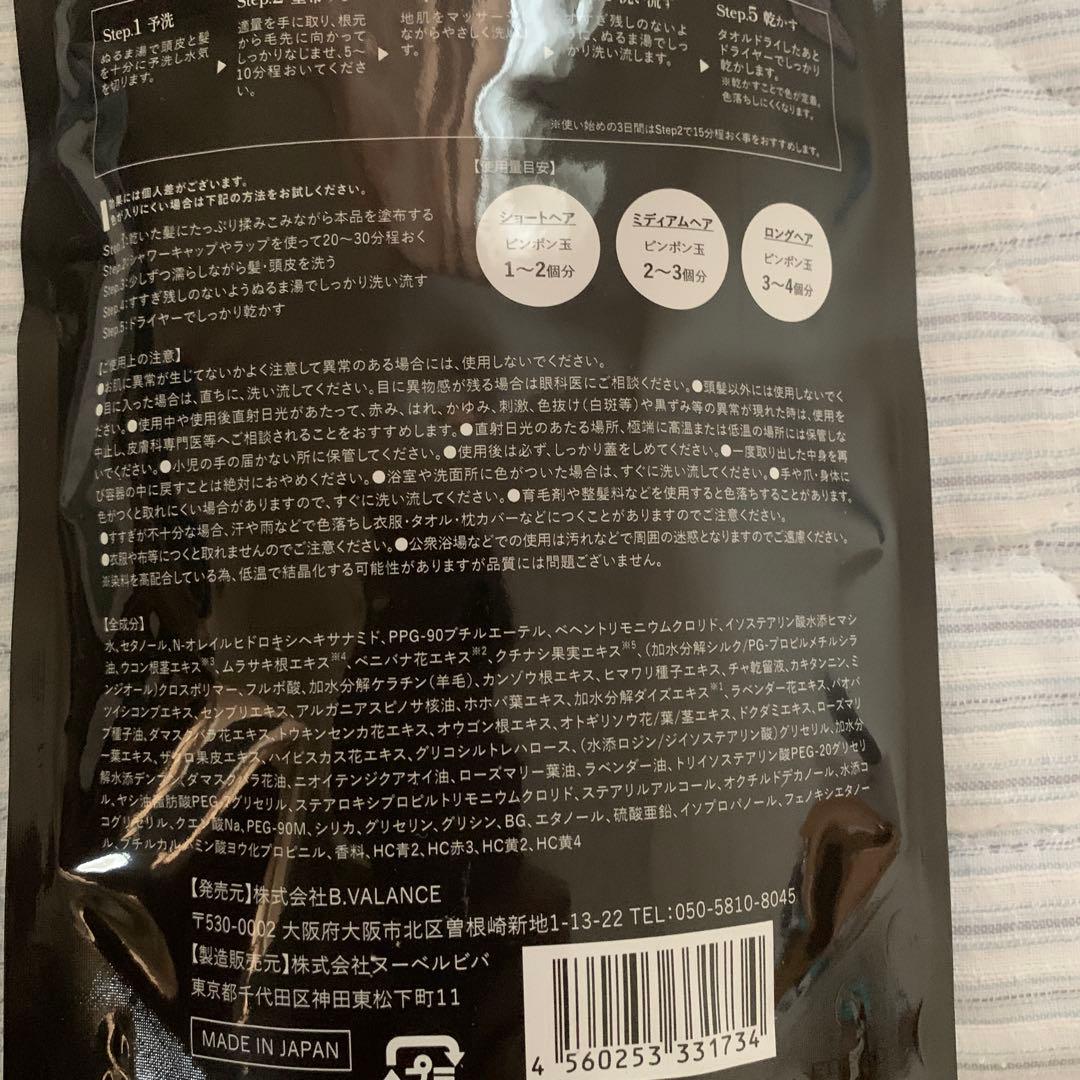 Step.1 予洗
ぬるま湯で頭皮と髪
を十分に予洗し水気
を切ります。
適量を手に取り、根元
から毛先に向かって
しっかりなじませ、5〜
10分程おいてくださ
い。
地肌をマッサージ
ながらやさしく洗い
す。
すすぎ残しのないよ
に、ぬるま湯でしっ
かり洗い流します。
Step.5 乾かす
タオルドライしたあと
ドライヤーでしっかり
乾かします。
※乾かすことで色が定着、
色落ちしにくくなります。
※使い始めの3日間はStep2で15分程おく事をおすすめします。
効果には個人差がございます。
色が入りにくい場合は下記の方法をお試しください。
Step.1:乾いた髪にたっぷり揉みこみながら本品を塗布する
Step.2:シャワーキャップやラップを使って20〜30分程おく
Step.3:少しずつ濡らしながら髪・頭皮を洗う
Step.4:すすぎ残しのないようぬるま湯でしっかり洗い流す
Step.5:ドライヤーでしっかり乾かす
【使用量目安】
ショートヘア
ピンポン玉
1〜2個分
ミディアムヘア
ピンポン玉
2〜3個分
ロングヘア
ピンポン玉
3〜4個分
【ご使用上の注意】
●お肌に異常が生じてないかよく注意して異常のある場合には、使用しないでください。
●目に入った場合は、直ちに、洗い流してください。目に異物感が残る場合は眼科医にご相談ください。●頭髪以外には使用しないでく
ださい。●使用中や使用後直射日光があたって、赤み、はれ、かゆみ、刺激、色抜け(白斑等)や黒ずみ等の異常が現れた時は、使用を
中止し、皮膚科専門医等へご相談されることをおすすめします。●直射日光のあたる場所、極端に高温または低温の場所には保管しな
いでください。●小児の手の届かない所に保管してください。●使用後は必ず、しっかり蓋をしめてください。●一度取り出した中身を再
び容器の中に戻すことは絶対におやめください。●浴室や洗面所に色がついた場合は、すぐに洗い流してください。●手や爪・身体に
色がつくと取れにくい場合がありますので、すぐに洗い流してください。●育毛剤や整髪料などを使用すると色落ちすることがあります。
●すすぎが不十分な場合、汗や雨などで色落ちし衣服・タオル・枕カバーなどにつくことがありますのでご注意ください。
●衣服や布等につくと取れませんのでご注意ください。●公衆浴場などでの使用は汚れなどで周囲の迷惑となりますのでご遠慮ください。
※染料を高配合している為、低温で結晶化する可能性がありますが品質には問題ございません。
【全成分】
水、セタノール、N-オレイルヒドロキシヘキサナミド、PPG-90ブチルエーテル、ベヘントリモニウムクロリド、イソステアリン酸水添ヒマシ
油、ウコン根茎エキス※3、ムラサキ根エキス※4、ベニバナ花エキス※2、クチナシ果実エキス※5、(加水分解シルク/PG-プロピルメチルシラ
ンジオール)クロスポリマー、フルボ酸、加水分解ケラチン(羊毛)、カンゾウ根エキス、ヒマワリ種子エキス、チャ乾留液、カキタンニン、ミ
ツイシコンブエキス、センブリエキス、アルガニアスピノサ核油、ホホバ葉エキス、加水分解ダイズエキス※1、ラベンダー花エキス、バオバ
ブ種子油、ダマスクバラ花エキス、トウキンセンカ花エキス、オウゴン根エキス、オトギリソウ花/葉/茎エキス、ドクダミエキス、ローズマリ
ー葉エキス、ザクロ果皮エキス、ハイビスカス花エキス、グリコシルトレハロース、(水添ロジン/ジイソステアリン酸)グリセリル、加水分
解水添デンプン、ダマスクバラ花油、ニオイテンジクアオイ油、ローズマリー葉油、ラベンダー油、トリイソステアリン酸PEG-20グリセリ
ル、ヤシ油脂肪酸PEG-7グリセリル、ステアロキシプロピルトリモニウムクロリド、ステアリルアルコール、オクチルドデカノール、水添コ
コグリセリル、クエン酸Na、PEG-90M、シリカ、グリセリン、グリシン、BG、エタノール、硫酸亜鉛、イソプロパノール、フェノキシエタノー
ル、ブチルカルバミン酸ヨウ化プロピニル、香料、HC青2、HC赤3、HC黄2、HC黄4
【発売元】株式会社B.VALANCE
〒530-0002 大阪府大阪市北区曽根崎新地1-13-22 TEL:050-5810-8045
【製造販売元】株式会社ヌーベルビバ
東京都千代田区神田東松下町11
MADE IN JAPAN
プラ
4 560253 331734